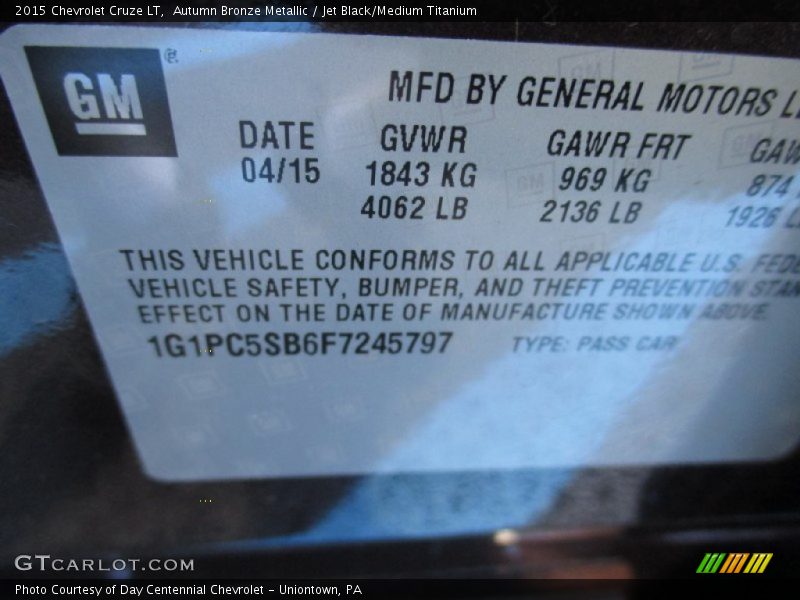 2015 Chevrolet Cruze LT, Autumn Bronze Metallic / Jet Black/Medium Titanium
GM
MFD BY GENERAL MOTORS
DATE GVWR GAWR FRT
04/15 1843 KG 969 KG 874
4062 LB 2136 LB 1926
THIS VEHICLE CONFORMS TO ALL APPLICABLE U.S.
VEHICLE SAFETY, BUMPER, AND THEFT PREVENTION
EFFECT ON THE DATE OF MANUFACTURE SHOWN ABOVE
1G1PC5SB6F7245797 TYPE: PASS CAR
GTCARLOT.COM
Photo Courtesy of Day Centennial Chevrolet - Uniontown, PA